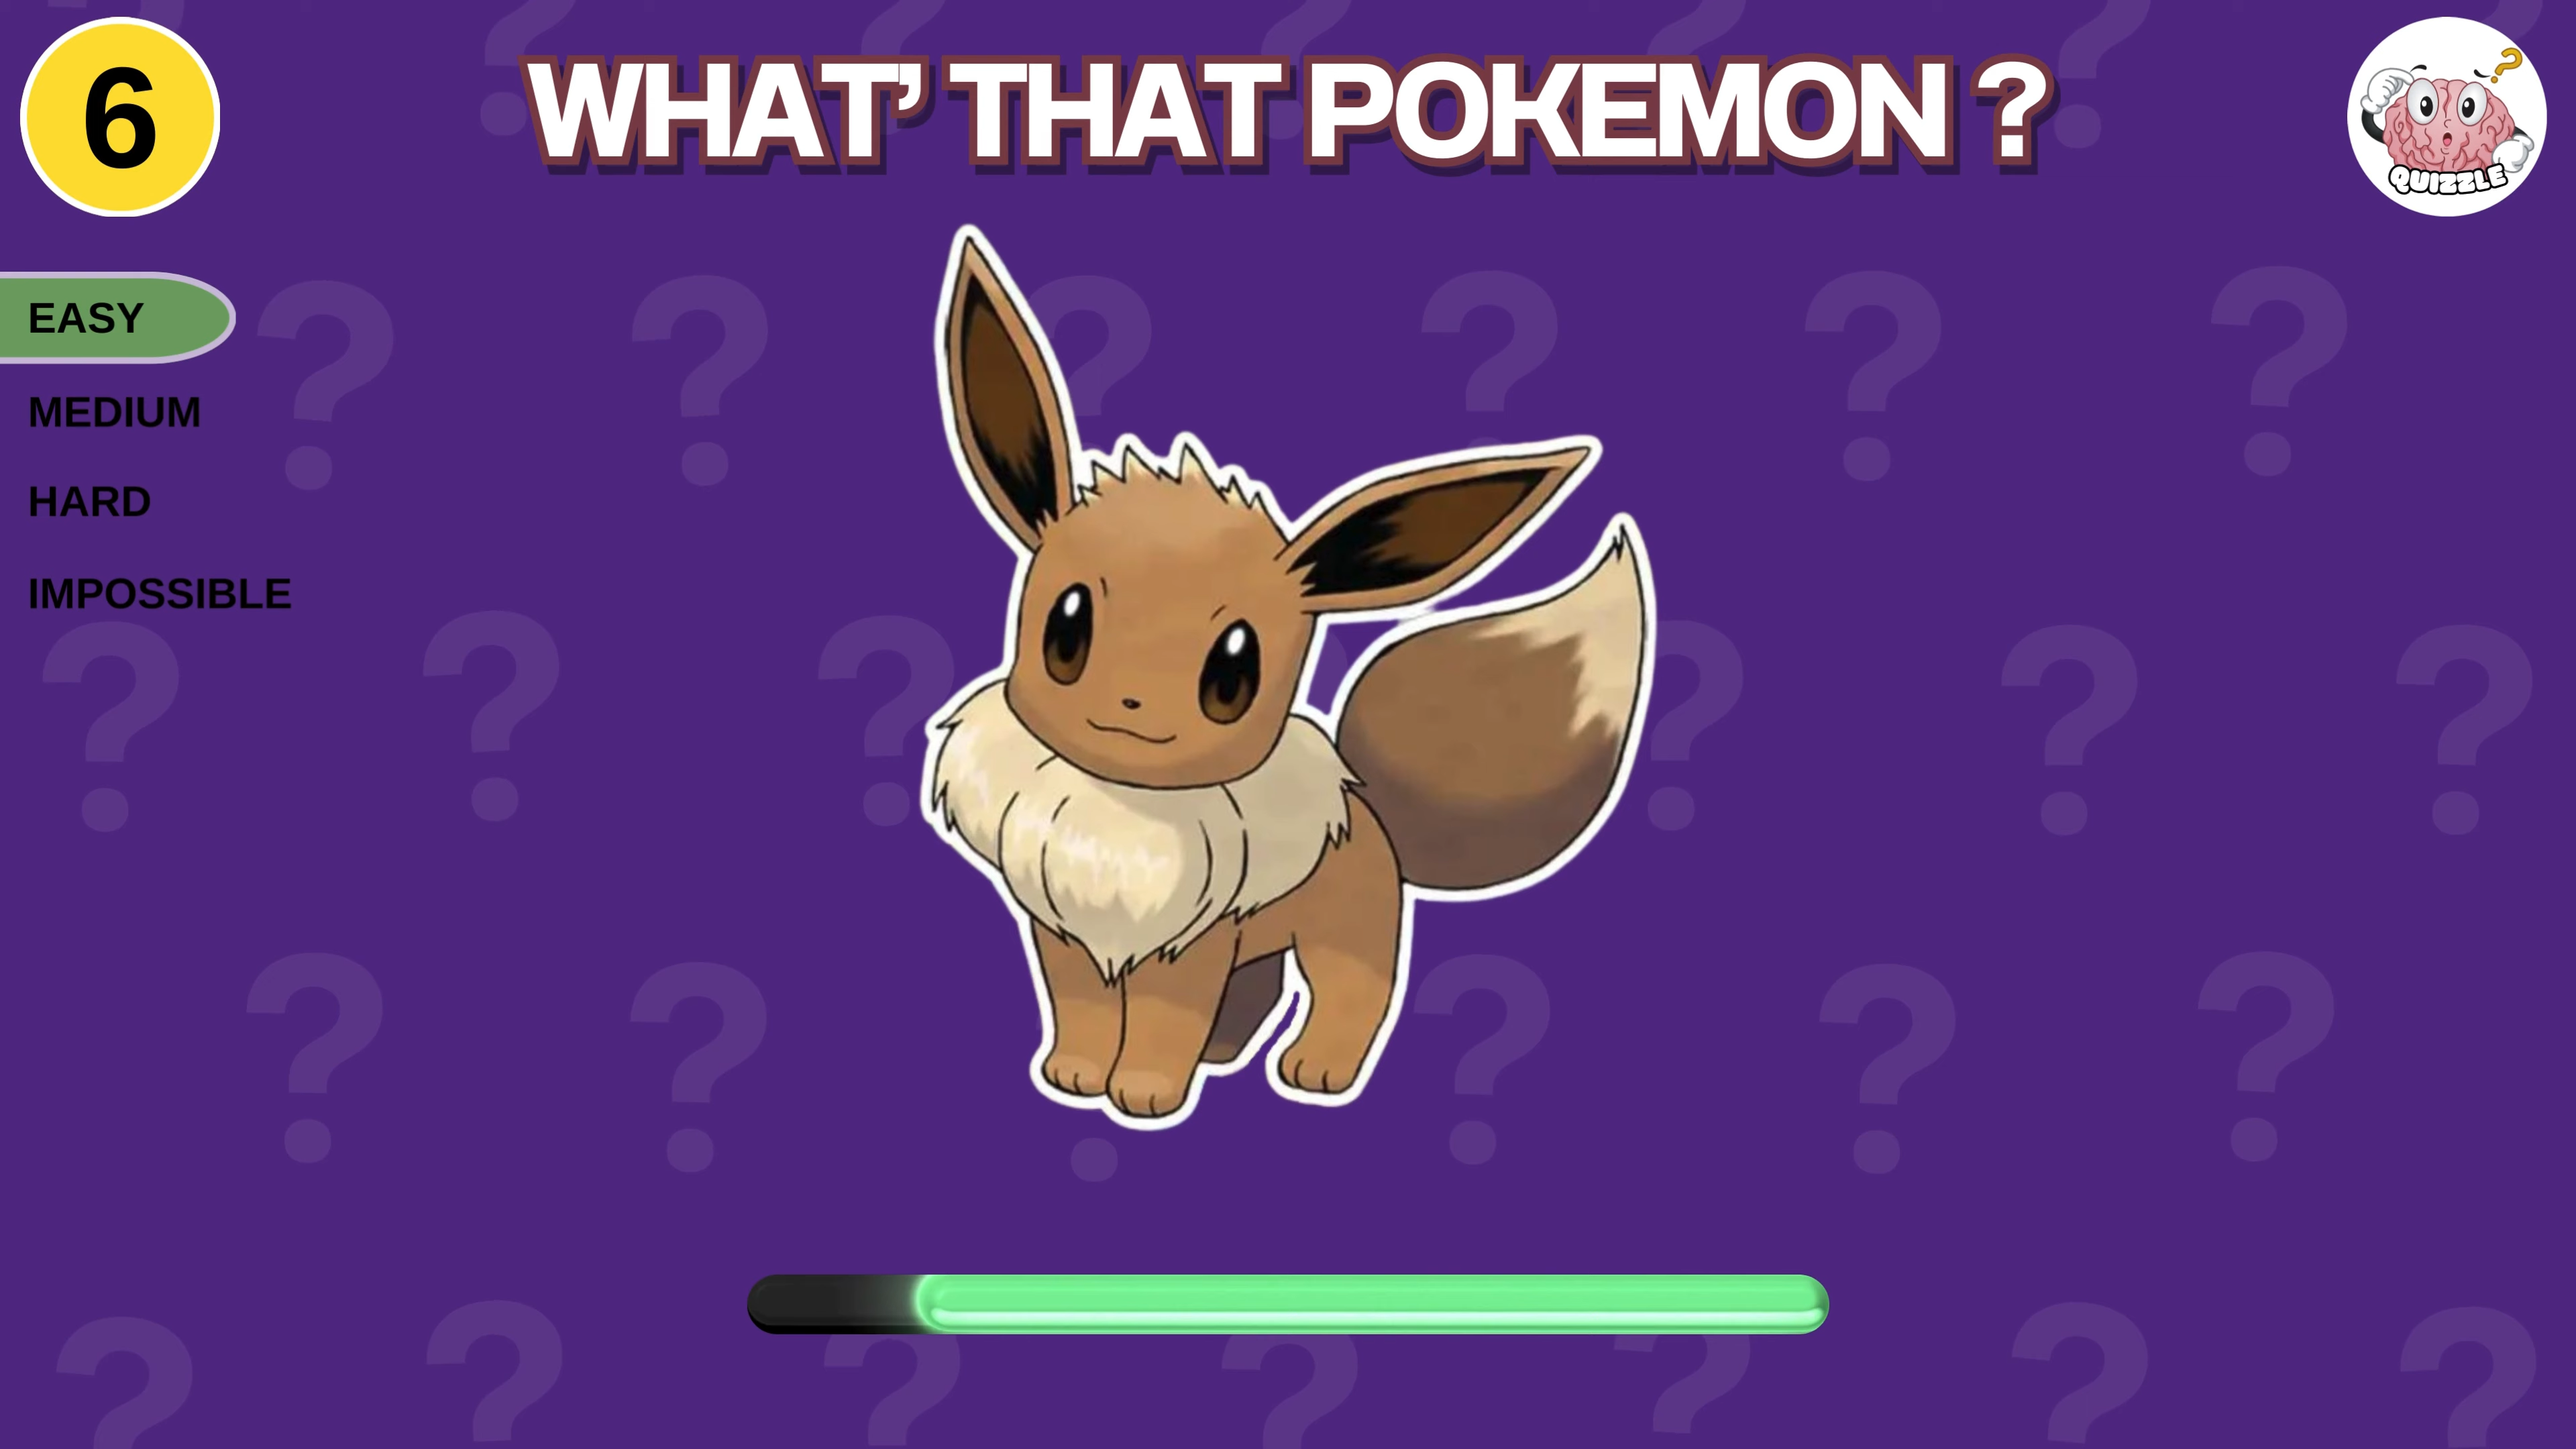 6
WHAT' THAT POKEMON ?
QUIZZLE
EASY
MEDIUM
HARD
IMPOSSIBLE